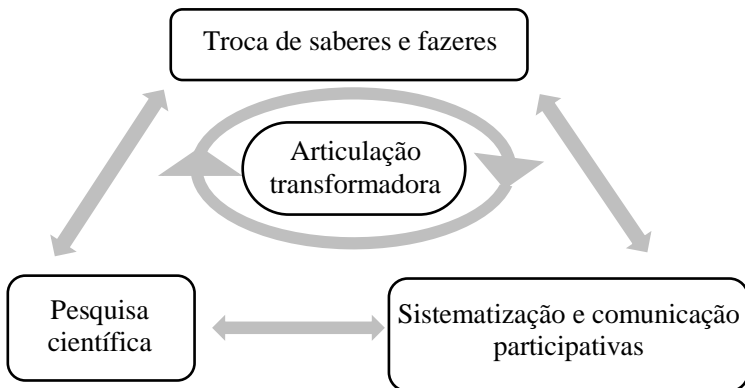 Troca de saberes e fazeres
Articulação
transformadora
Pesquisa
científica
Sistematização e comunicação
participativas